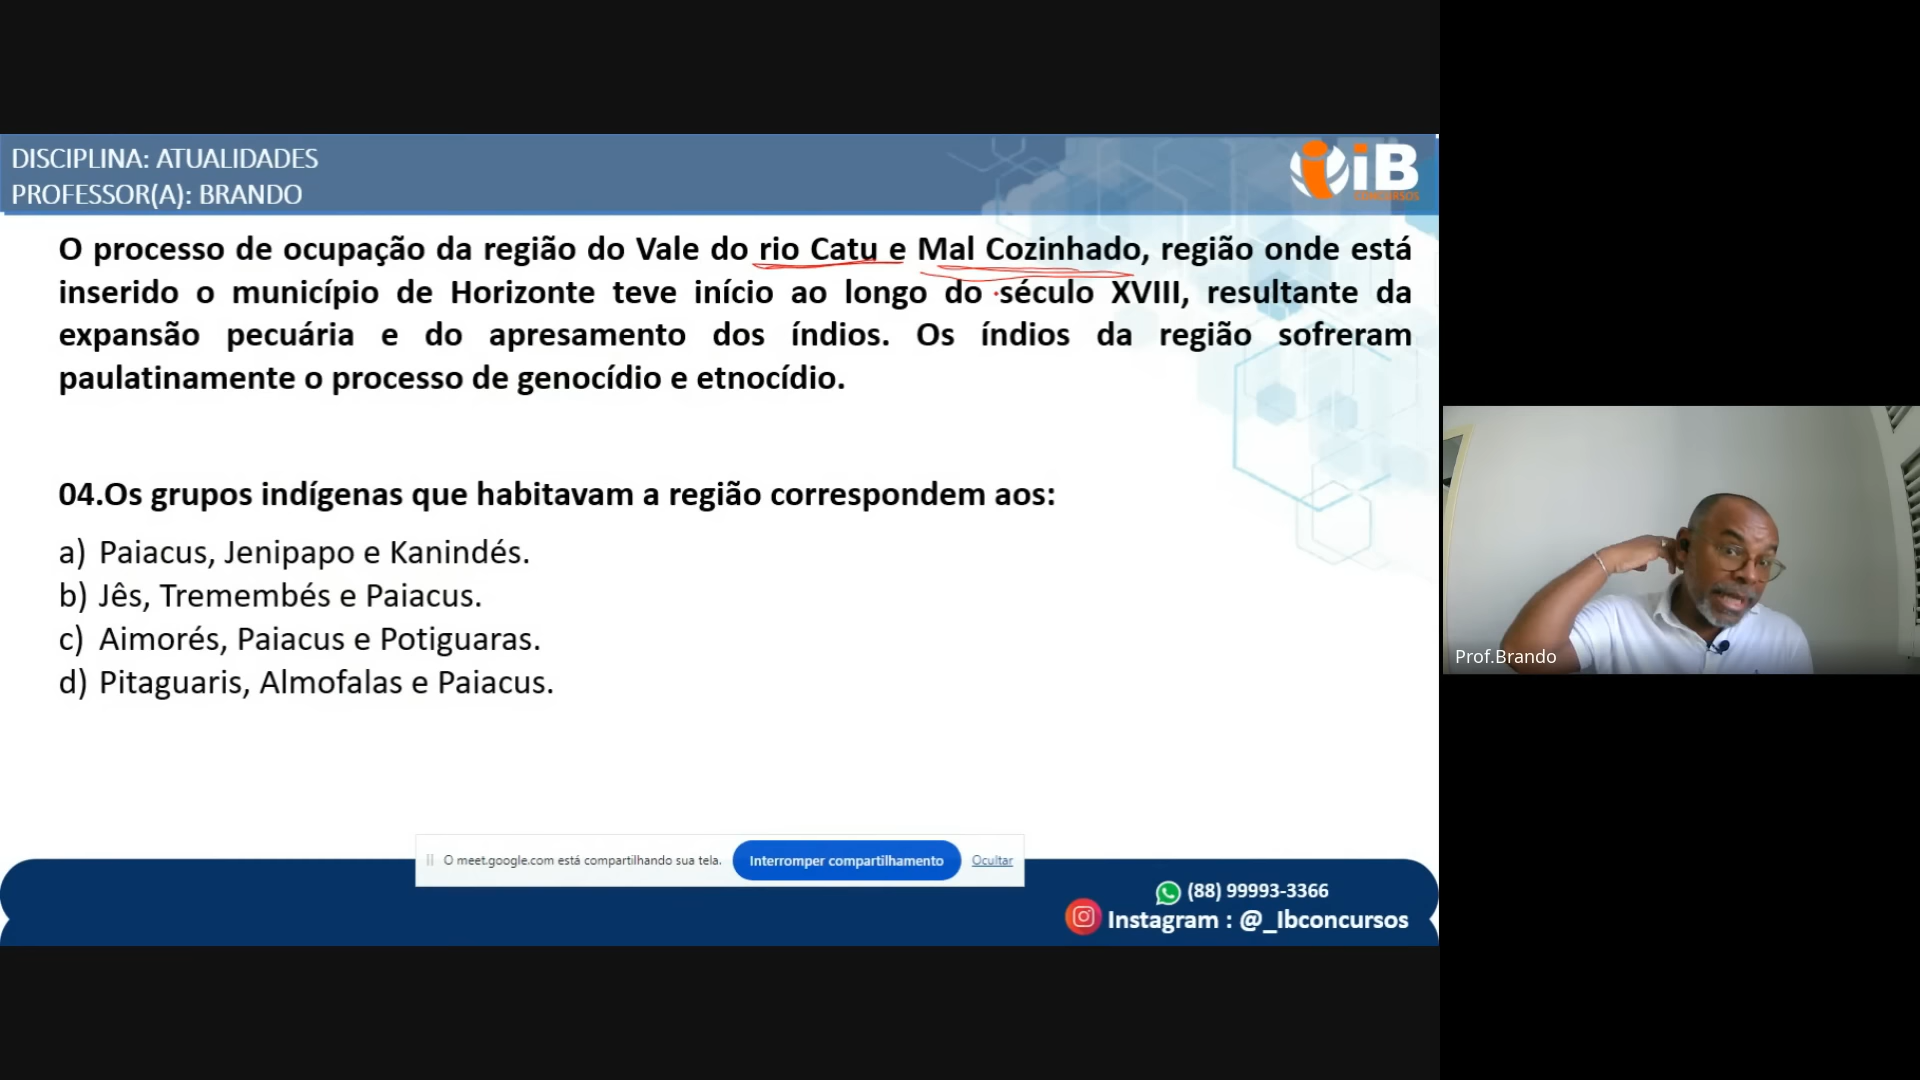 DISCIPLINA: ATUALIDADES
PROFESSOR(A): BRANDO
iB
CONCURSOS
O processo de ocupação da região do Vale do rio Catu e Mal Cozinhado, região onde está
inserido o município de Horizonte teve início ao longo do século XVIII, resultante da
expansão pecuária e do apresamento dos índios. Os índios da região sofreram
paulatinamente o processo de genocídio e etnocídio.
04.Os grupos indígenas que habitavam a região correspondem aos:
a) Paiacus, Jenipapo e Kanindés.
b) Jês, Tremembés e Paiacus.
c) Aimorés, Paiacus e Potiguaras.
d) Pitaguaris, Almofalas e Paiacus.
O meet.google.com está compartilhando sua tela. Interromper compartilhamento Ocultar
(88) 99993-3366
Instagram : @_Ibconcursos
Prof.Brando